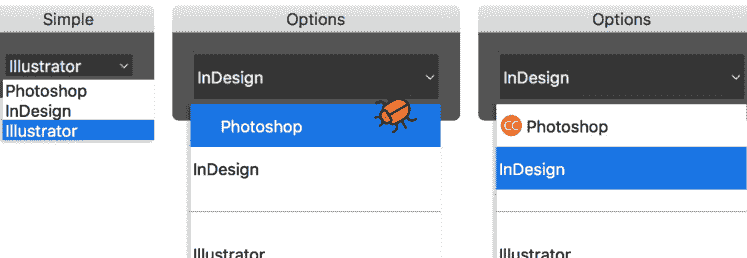 Simple
Illustrator
Photoshop
InDesign
Illustrator
Options
InDesign
Photoshop
InDesign
Illustrator
Options
InDesign
CC Photoshop
InDesign
Illustrator